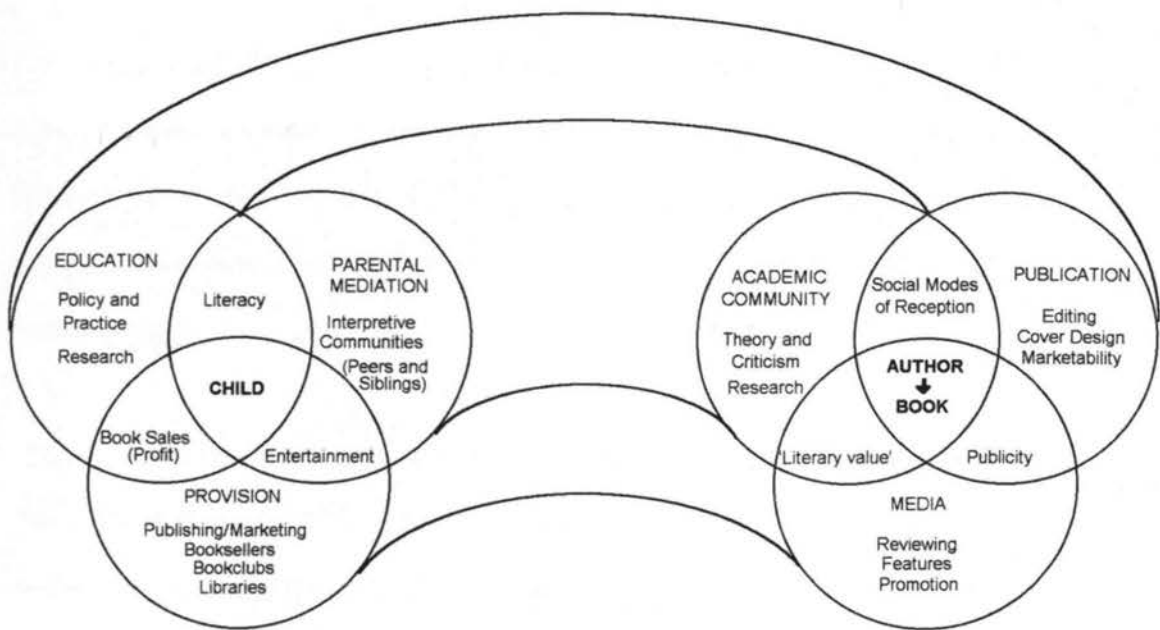 EDUCATION
Policy and
Practice
Research
Literacy
PARENTAL
MEDIATION
Interpretive
Communities
(Peers and
Siblings)
CHILD
Book Sales
(Profit)
Entertainment
PROVISION
Publishing/Marketing
Booksellers
Bookclubs
Libraries
ACADEMIC
COMMUNITY
Theory and
Criticism
Research
Social Modes
of Reception
PUBLICATION
Editing
Cover Design
Marketability
AUTHOR
BOOK
'Literary value'
Publicity
MEDIA
Reviewing
Features
Promotion